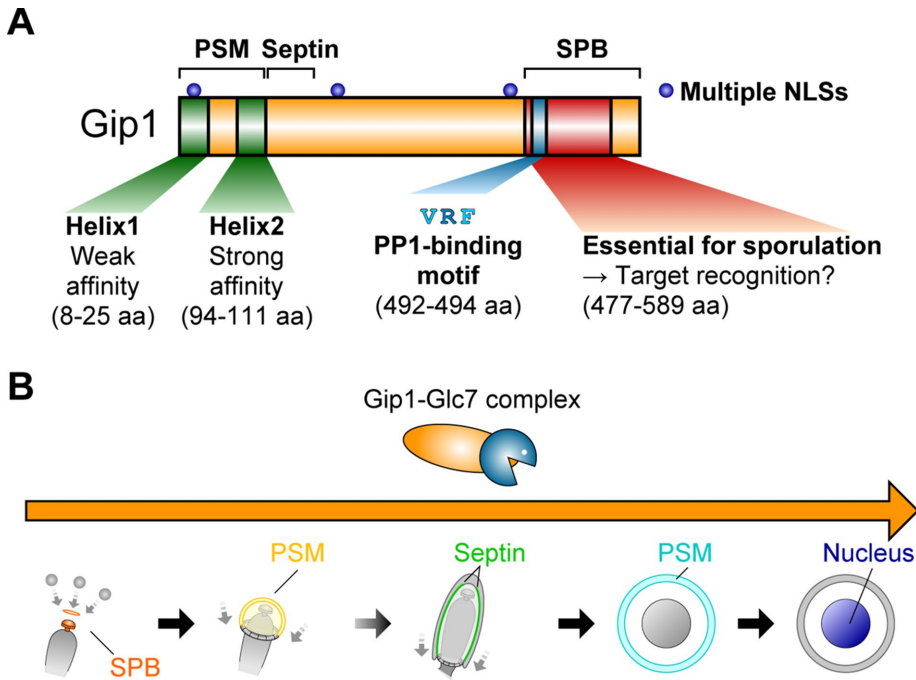 A
PSM Septin SPB
Multiple NLSs
Gip1
Helix1
Weak
affinity
(8-25 aa)
Helix2
Strong
affinity
(94-111 aa)
VRF
PP1-binding
motif
(492-494 aa)
Essential for sporulation
→ Target recognition?
(477-589 aa)
B
Gip1-Glc7 complex
SPB
PSM
Septin
PSM
Nucleus